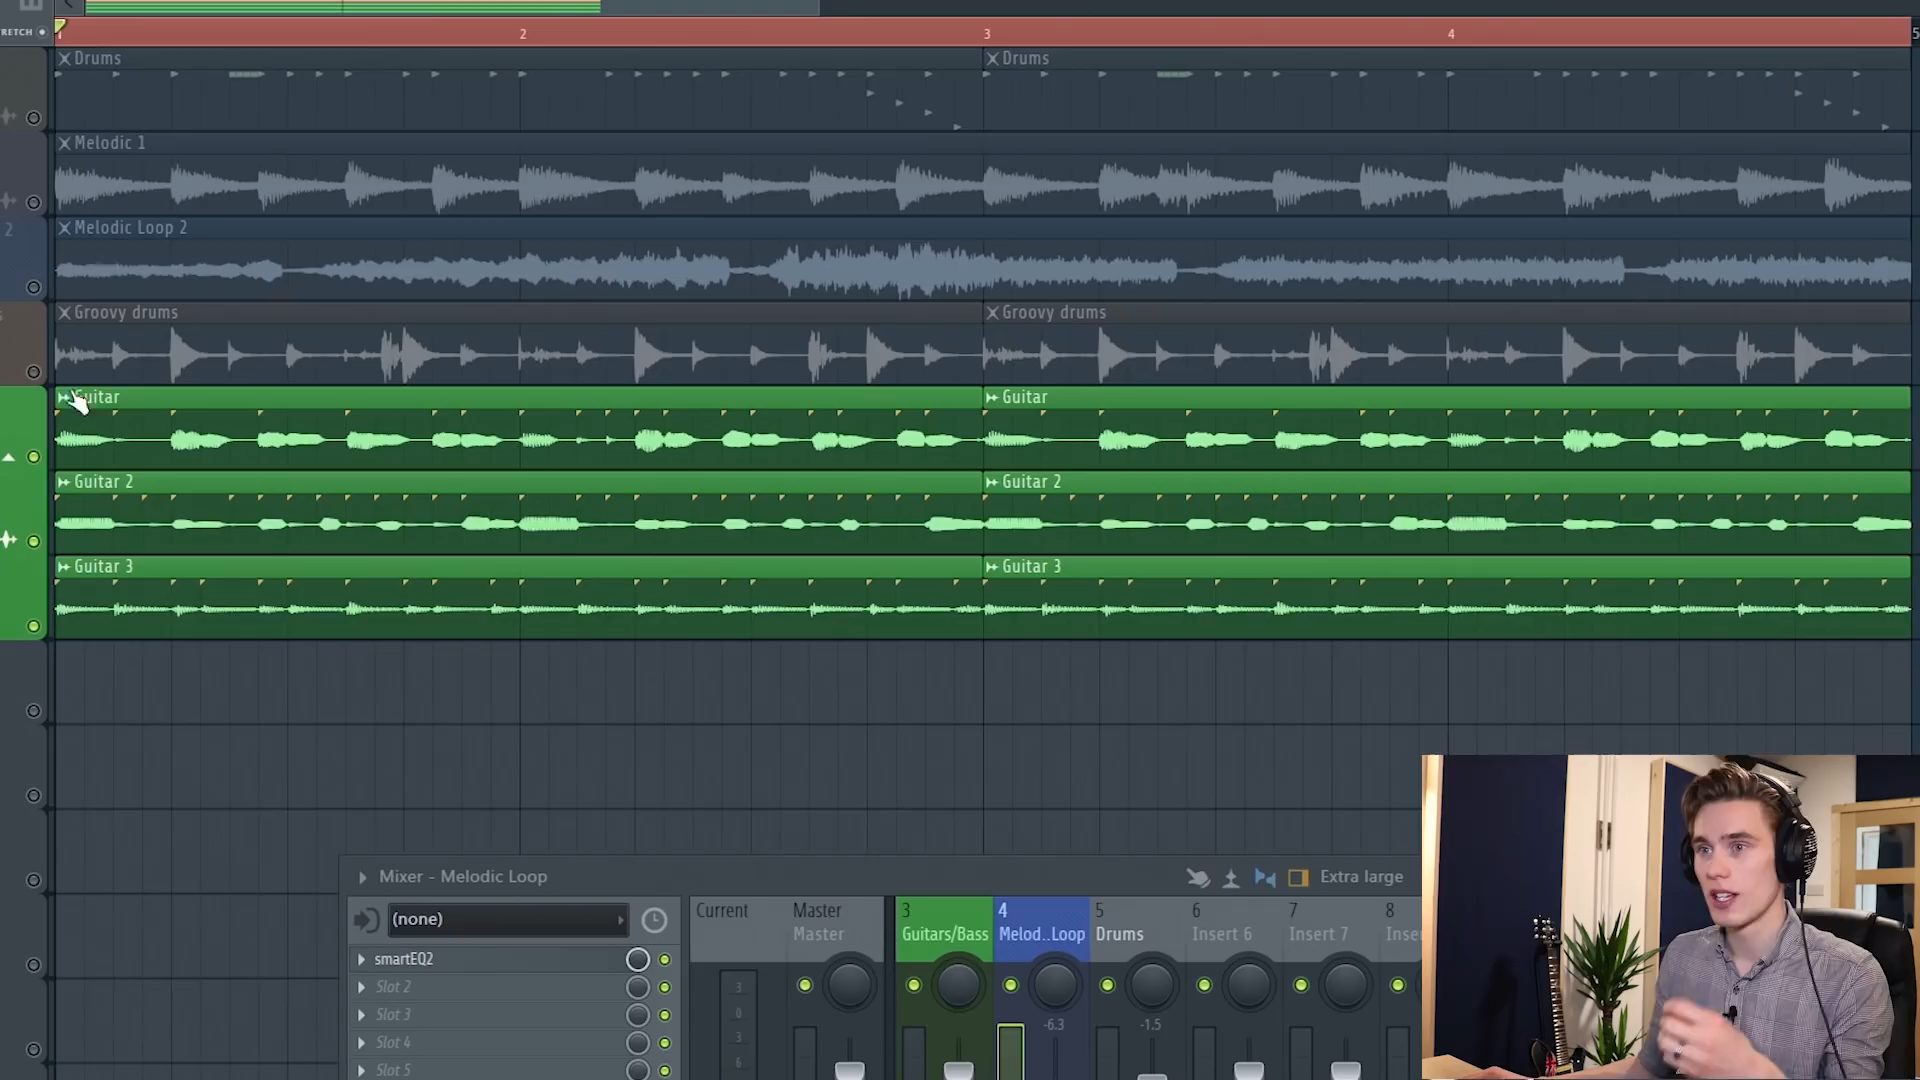 RETCH
1 2 3 4 5
Drums Drums
Melodic 1
2 Melodic Loop 2
Groovy drums Groovy drums
Guitar Guitar
Guitar 2 Guitar 2
Guitar 3 Guitar 3
Mixer - Melodic Loop Extra large
(none) Current Master 3 4 5 6 7 8
Master Guitars/Bass Melod..Loop Drums Insert 6 Insert 7 Inse
smartEQ2
Slot 2 3
Slot 3 0 -6.3 -1.5
Slot 4 3
Slot 5 6